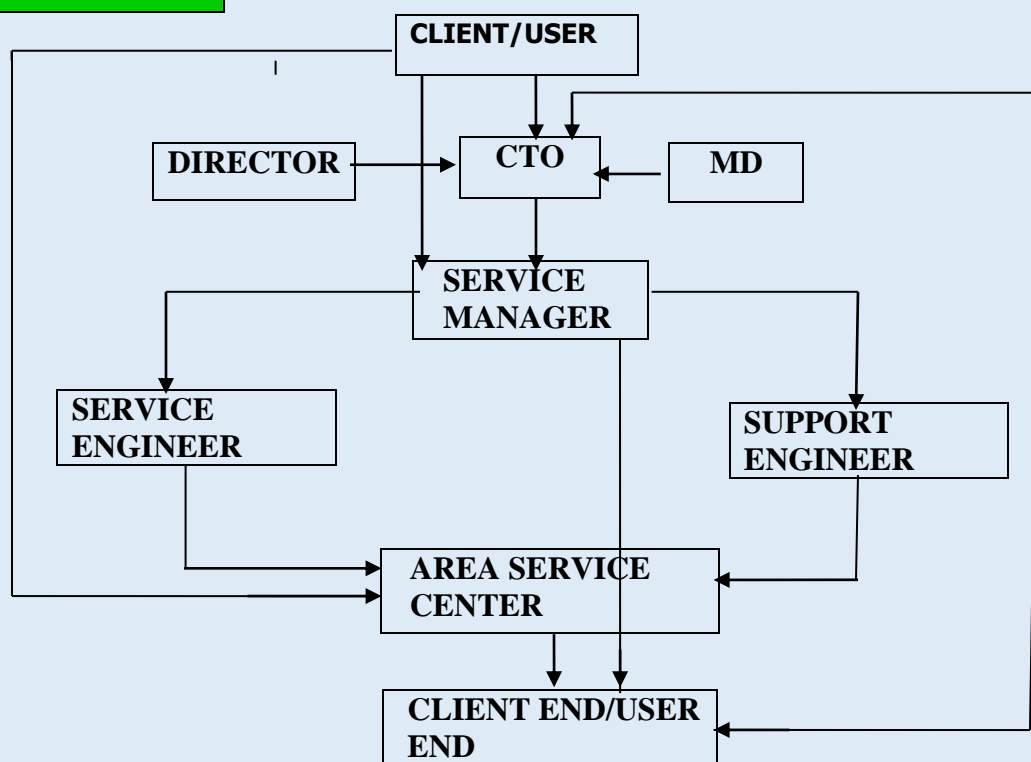 CLIENT/USER
DIRECTOR
CTO
MD
SERVICE
MANAGER
SERVICE
ENGINEER
SUPPORT
ENGINEER
AREA SERVICE
CENTER
CLIENT END/USER
END